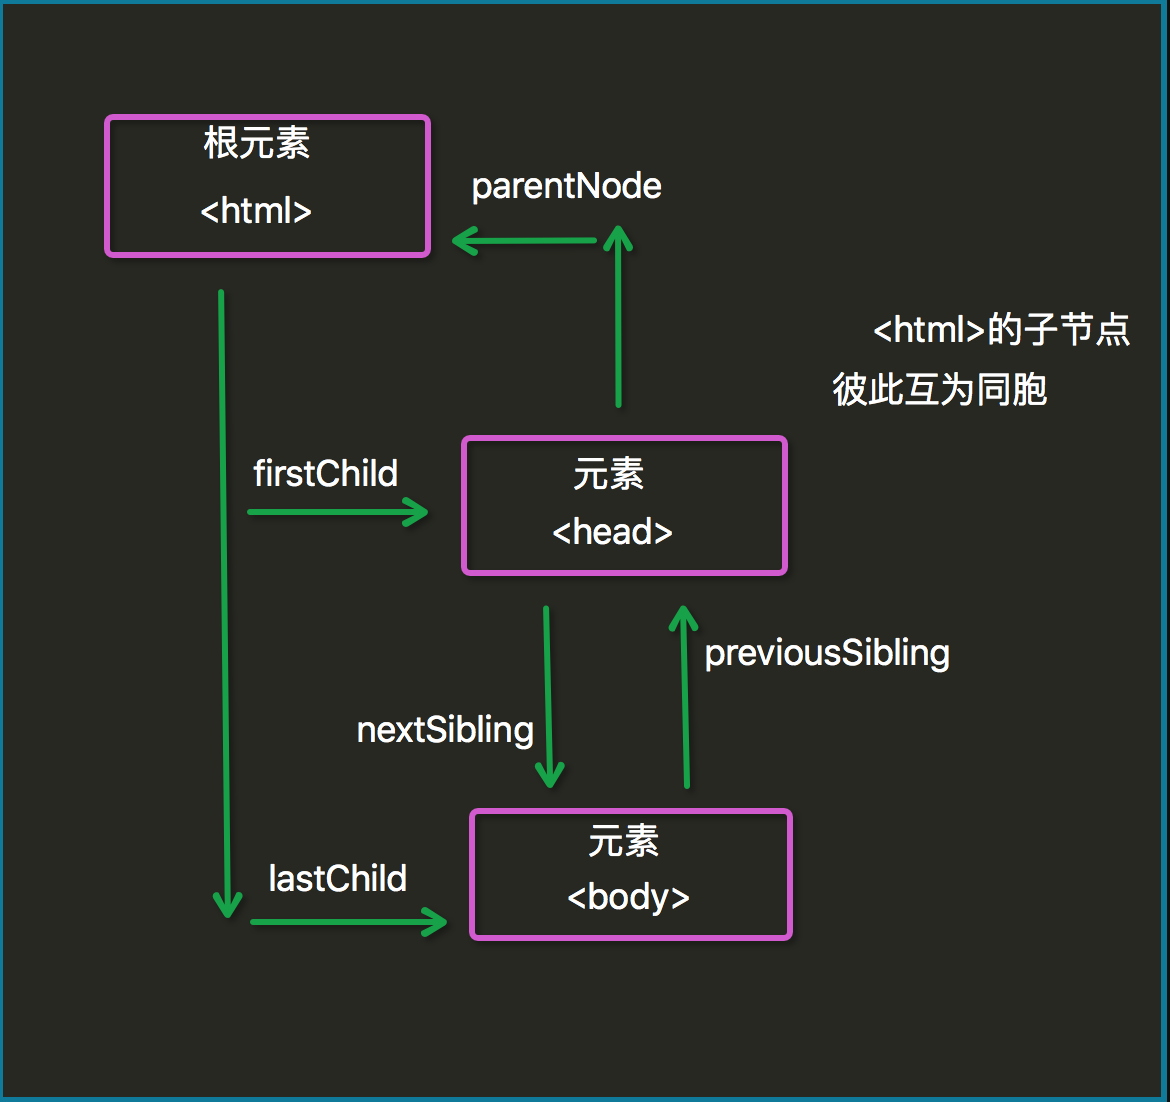 根元素
<html>
parentNode
<html>的子节点
彼此互为同胞
firstChild
元素
<head>
previousSibling
nextSibling
元素
<body>
lastChild